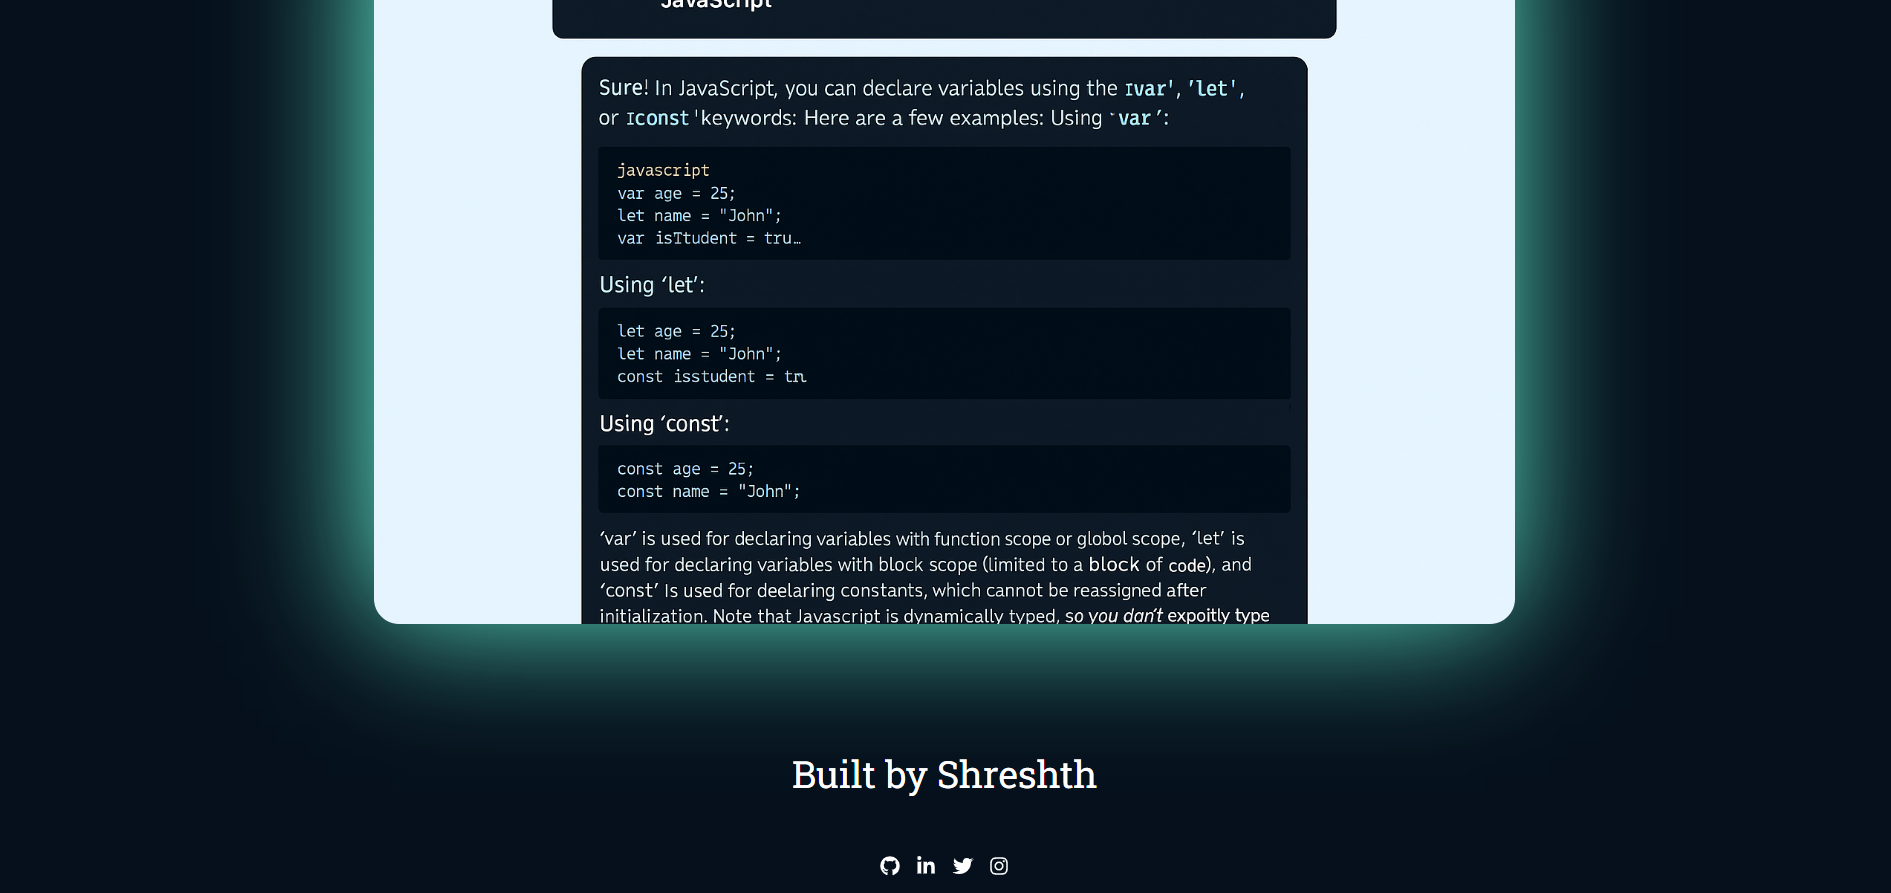 JavaScript
Sure! In JavaScript, you can declare variables using the Ivar', 'let',
or Iconst 'keywords: Here are a few examples: Using `var ':
javascript
var age = 25;
let name = "John";
var isTtudent = tru…
Using ‘let’:
let age = 25;
let name = "John";
const isstudent = tr
Using ‘const’:
const age = 25;
const name = "John";
‘var’ is used for declaring variables with function scope or globol scope, ‘let’ is
used for declaring variables with block scope (limited to a block of code), and
‘const’ Is used for deelaring constants, which cannot be reassigned after
initialization. Note that Javascript is dynamically typed, so you dan’t expoitly type
Built by Shreshth
in